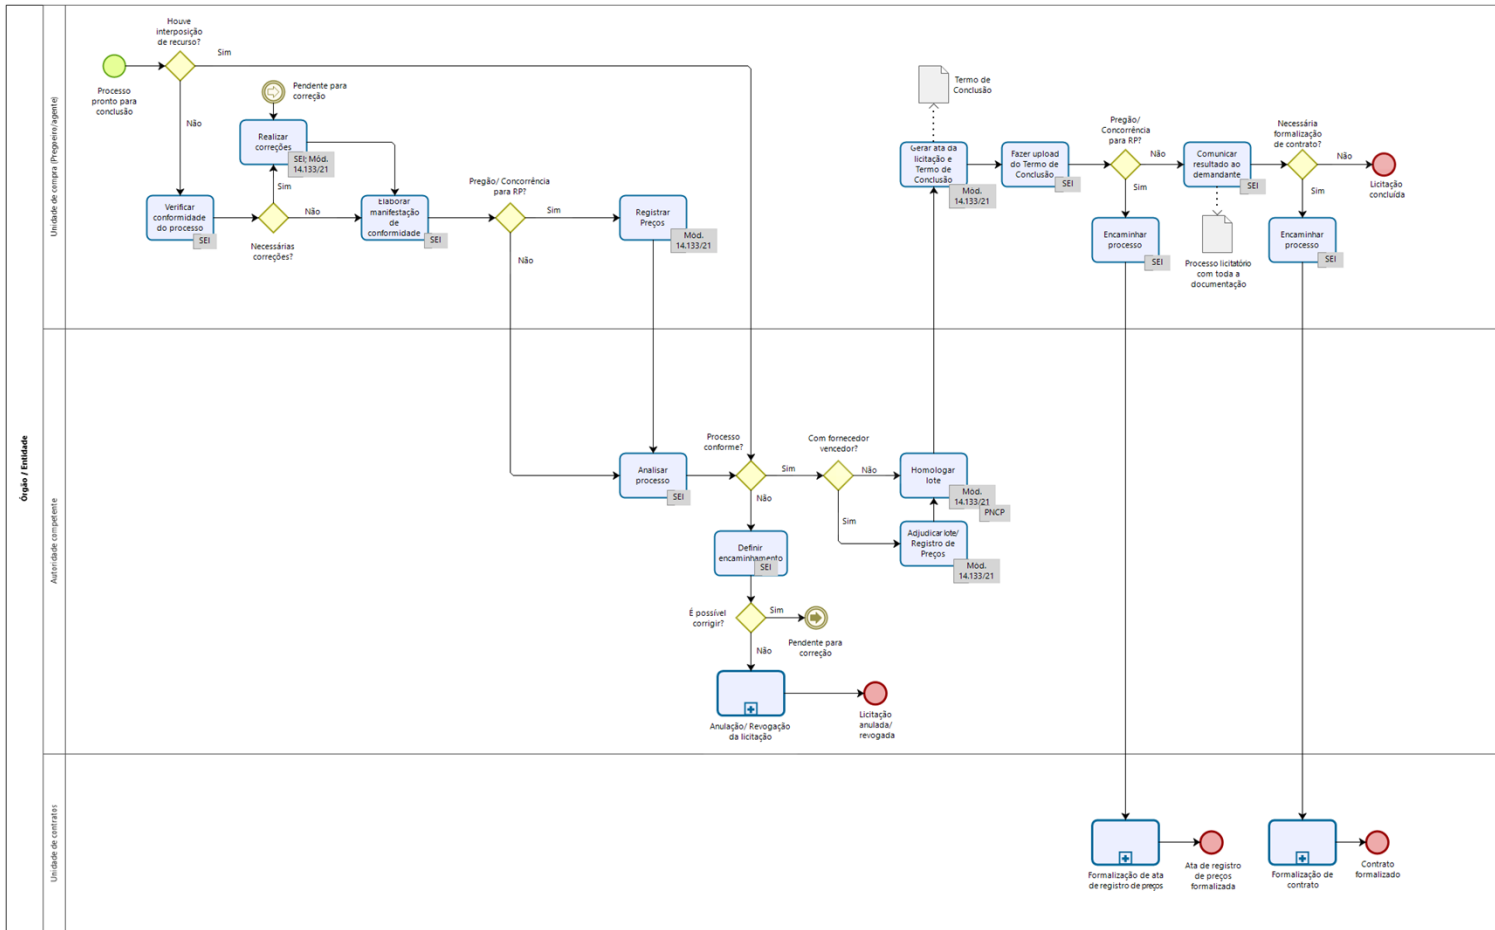 Órgão / Entidade
Unidade de compra (Pregoeiro/agente)
Houve
interposição
de recurso?
Sim
Processo
pronto para
conclusão
Não
Pendente para
correção
Realizar
correções
SEI; Mód.
14.133/21
Sim
Verificar
conformidade
do processo
SEI
Não
Necessárias
correções?
Elaborar
manifestação
de
conformidade
SEI
Pregão/ Concorrência
para RP?
Sim
Não
Registrar
Preços
Mód.
14.133/21
Termo de
Conclusão
Gerar ata da
licitação e
Termo de
Conclusão
Mód.
14.133/21
Fazer upload
do Termo de
Conclusão
SEI
Pregão/
Concorrência
para RP?
Não
Sim
Comunicar
resultado ao
demandante
SEI
Necessária
formalização
de contrato?
Não
Sim
Licitação
concluída
Encaminhar
processo
SEI
Processo licitatório
com toda a
documentação
Encaminhar
processo
SEI
Autoridade competente
Analisar
processo
SEI
Processo
conforme?
Sim
Não
Com fornecedor
vencedor?
Não
Sim
Homologar
lote
Mód.
14.133/21
PNCP
Adjudicar lote/
Registro de
Preços
Mód.
14.133/21
Definir
encaminhamento
SEI
É possível
corrigir?
Sim
Não
Pendente para
correção
Anulação/ Revogação
da licitação
Licitação
anulada/
revogada
Unidade de contratos
Formalização de ata
de registro de preços
Ata de registro
de preços
formalizada
Formalização de
contrato
Contrato
formalizado